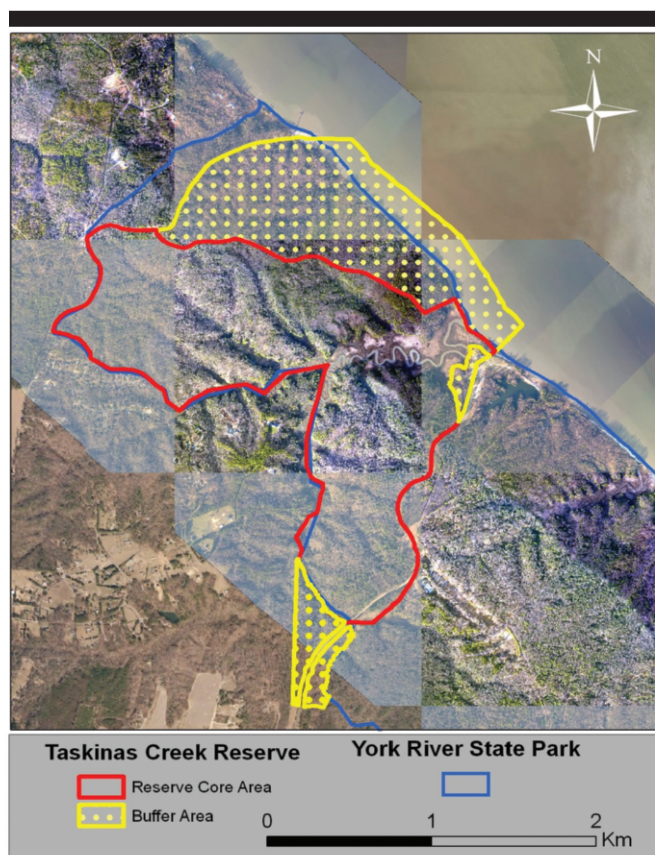 N
Taskinas Creek Reserve York River State Park
Reserve Core Area
Buffer Area
0 1 2
Km